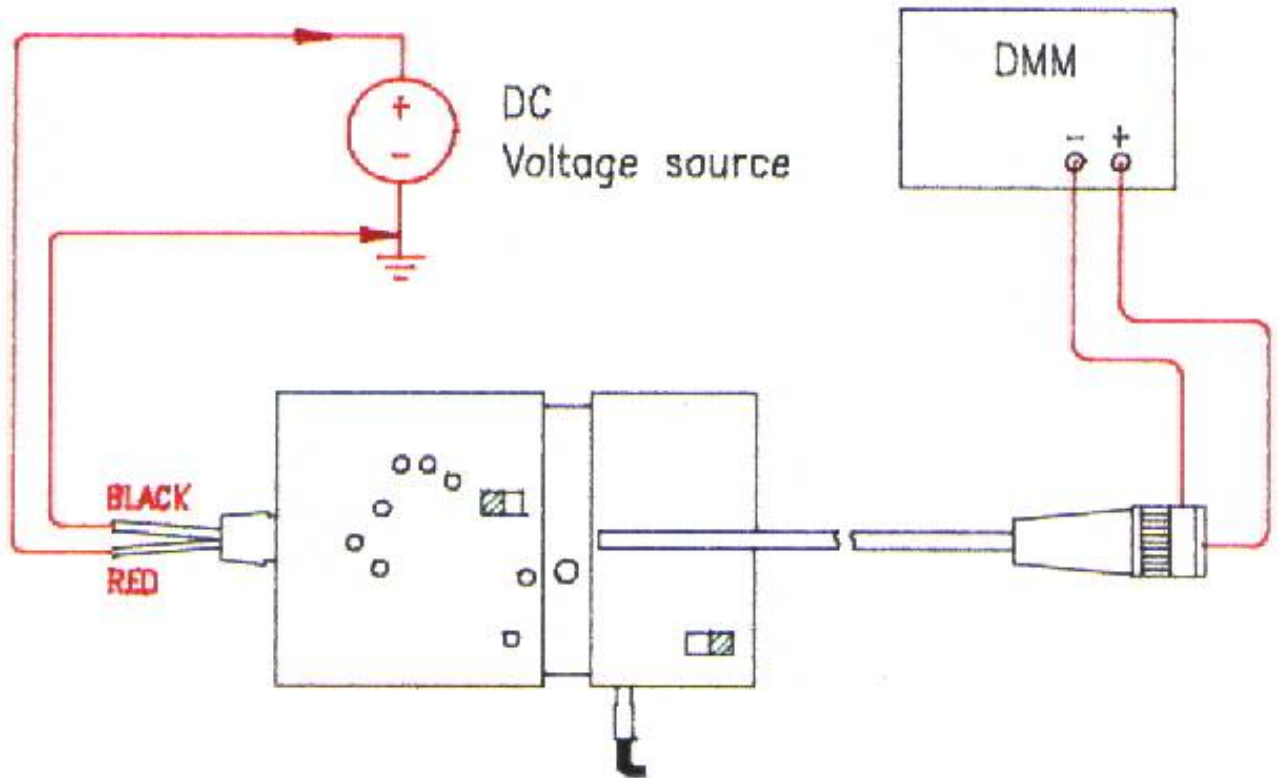 DC
Voltage source
+
-
DMM
- +
BLACK
RED